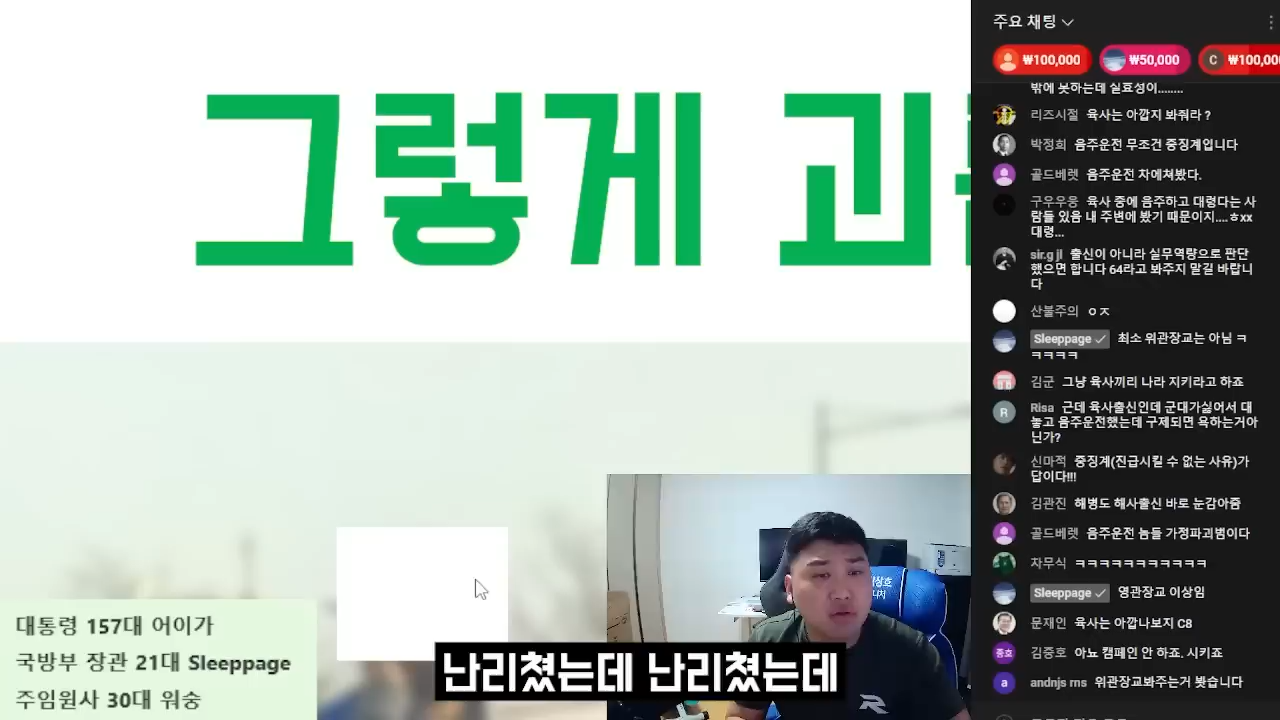 그렇게 괴
대통령 157대 어이가
국방부 장관 21대 Sleeppage
주임원사 30대 워숭
난리쳤는데 난리쳤는데
주요 채팅
₩100,000
₩50,000
C ₩100,000
밖에 못하는데 실효성이........
리즈시절 육사는 아깝지 봐줘라 ?
박정희 음주운전 무조건 중징계입니다
골드베렛 음주운전 차에쳐봤다.
구우우웅 육사 중에 음주하고 대령다는 사
람들 있음 내 주변에 봤기 때문이지....ㅎxx
대령...
sir.g jl 출신이 아니라 실무역량으로 판단
했으면 합니다 64라고 봐주지 말길 바랍니
다
산불주의 ㅇㅈ
Sleeppage 최소 위관장교는 아님 ㅋ
ㅋㅋㅋㅋ
김군 그냥 육사끼리 나라 지키라고 하죠
R Risa 근데 육사출신인데 군대가싫어서 대
놓고 음주운전했는데 구제되면 욕하는거아
닌가?
신마적 중징계(진급시킬 수 없는 사유)가
답이다!!!
김관진 해병도 해사출신 바로 눈감아줌
골드베렛 음주운전 놈들 가정파괴범이다
차무식 ㅋㅋㅋㅋㅋㅋㅋㅋㅋㅋㅋ
Sleeppage 영관장교 이상임
문재인 육사는 아깝나보지 C8
중호 김중호 아뇨 캠페인 안 하죠. 시키죠
a andnjs ms 위관장교봐주는거 봣습니다